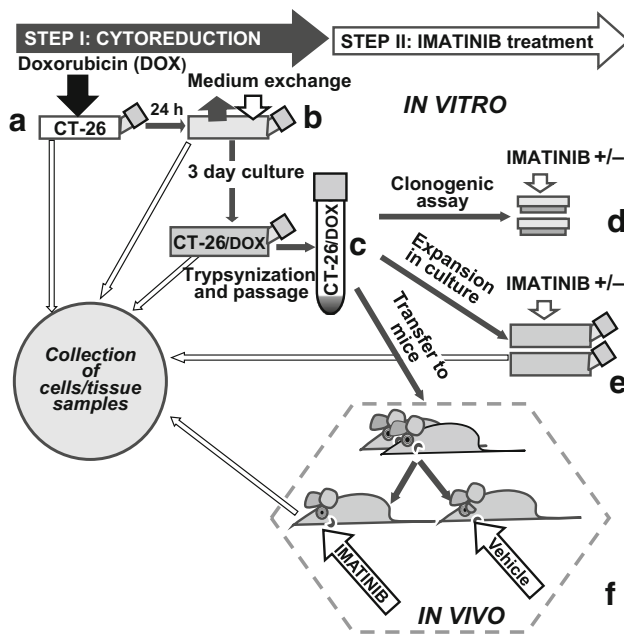 STEP I: CYTOREDUCTION
STEP II: IMATINIB treatment
Doxorubicin (DOX)
Medium exchange
IN VITRO
a
CT-26
24 h
b
3 day culture
IMATINIB +/–
Clonogenic
assay
d
CT-26/DOX
CT-26/DOX
c
Trypsynization
and passage
Expansion
in culture
IMATINIB +/–
Transfer to
mice
e
Collection
of
cells/tissue
samples
IMATINIB
Vehicle
f
IN VIVO